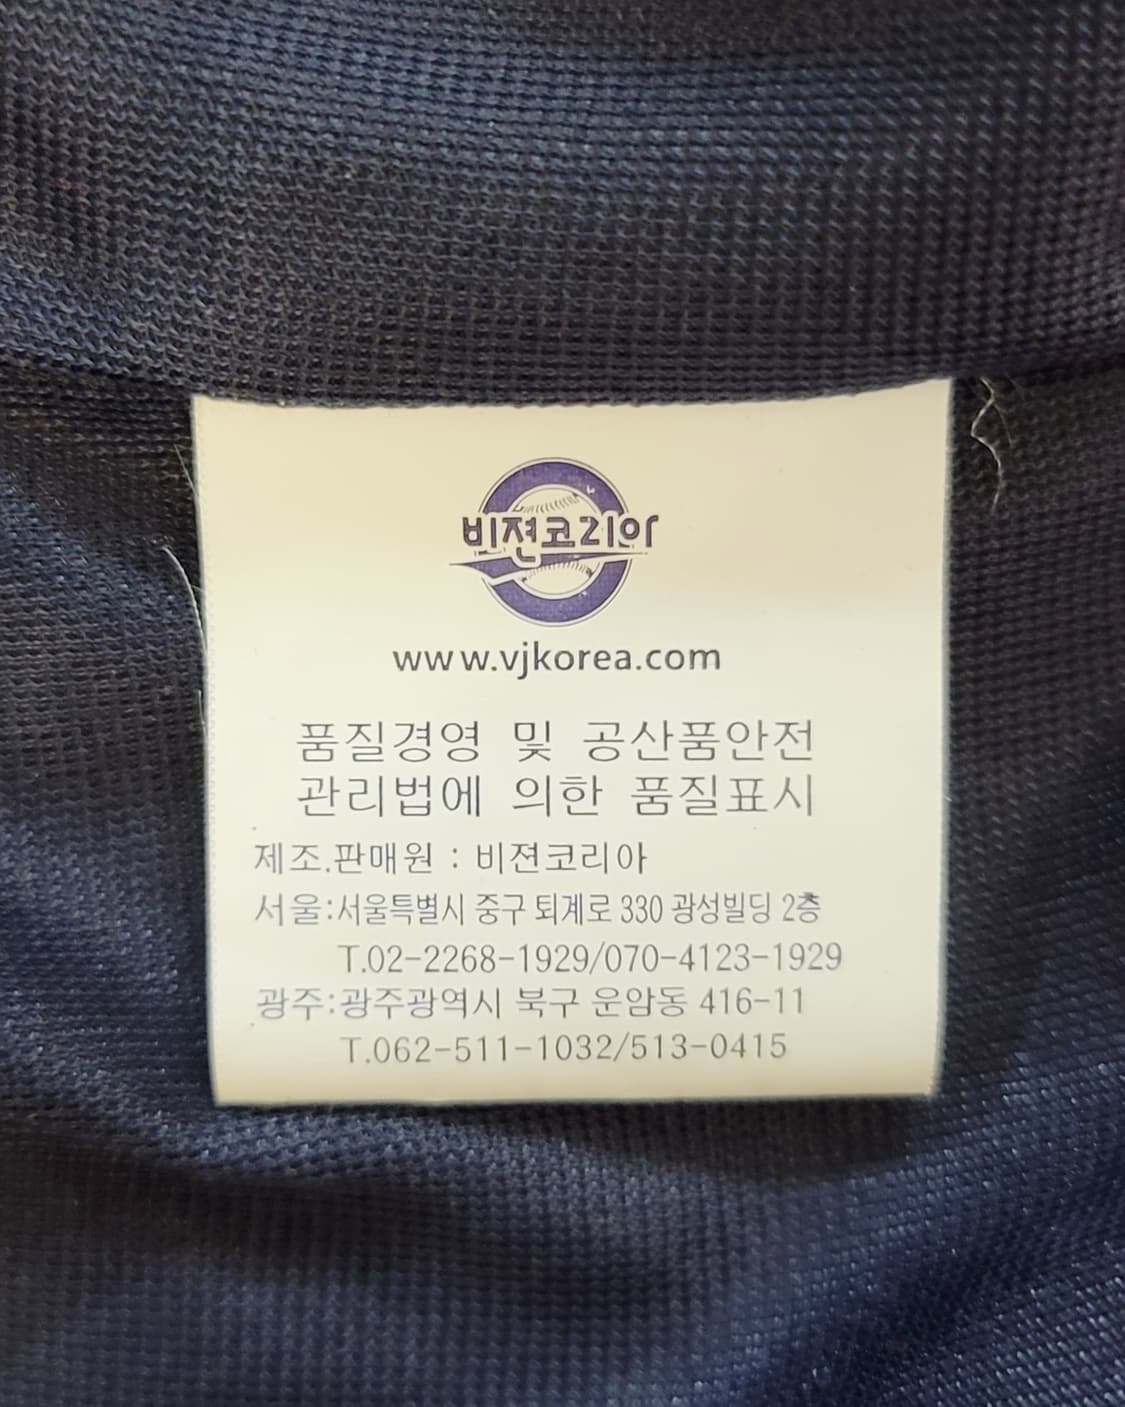 비젼코리아
www.vjkorea.com
품질경영 및 공산품안전
관리법에 의한 품질표시
제조.판매원 : 비젼코리아
서울:서울특별시 중구 퇴계로 330 광성빌딩 2층
T.02-2268-1929/070-4123-1929
광주:광주광역시 북구 운암동 416-11
T.062-511-1032/513-0415